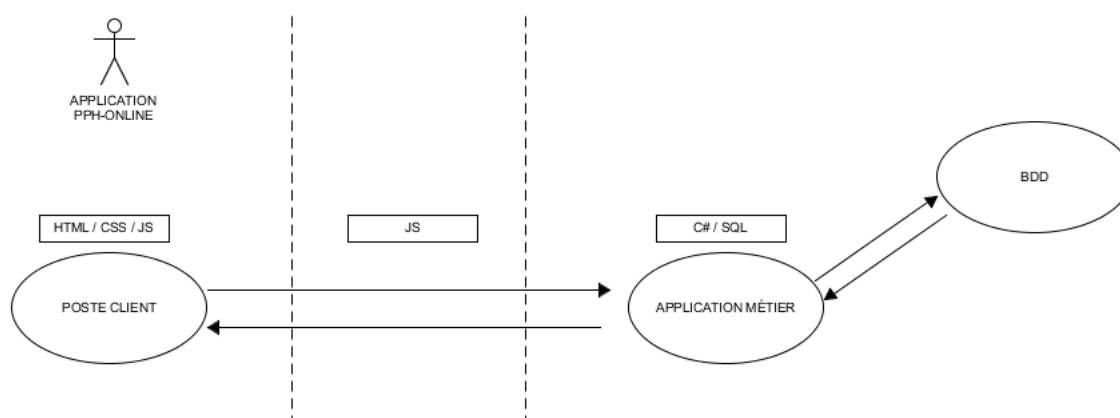 APPLICATION
PPH-ONLINE
BDD
HTML / CSS / JS
JS
C# / SQL
POSTE CLIENT
APPLICATION MÉTIER